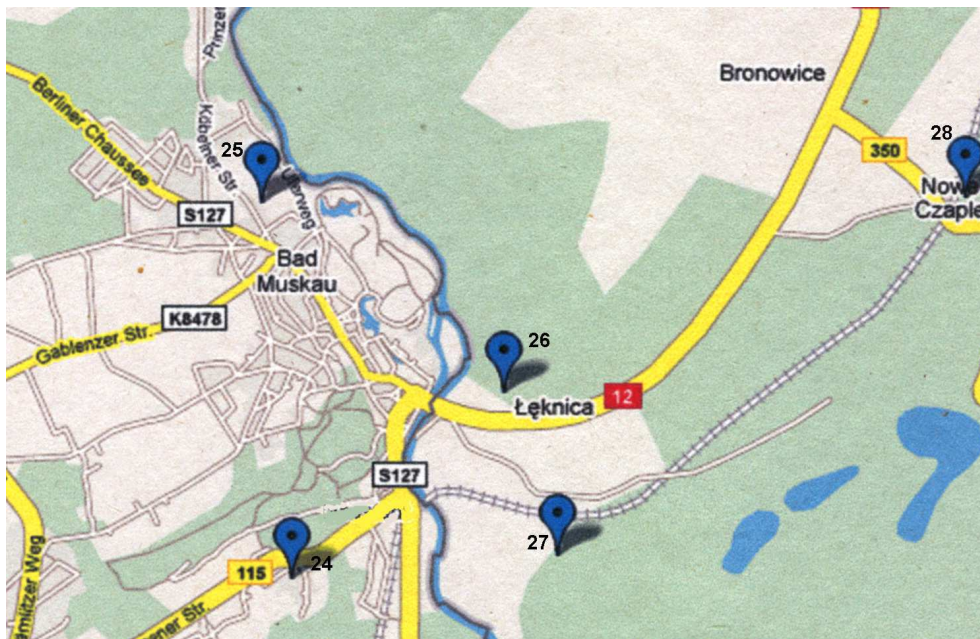 Prinzen
Bronowice
Berliner Chaussee
Köbelner Str.
25
28
350
Uferweg
Nowe
Czaple
S127
Bad
Muskau
K8478
Gablenzer Str.
26
12
Łęknica
S127
27
24
115